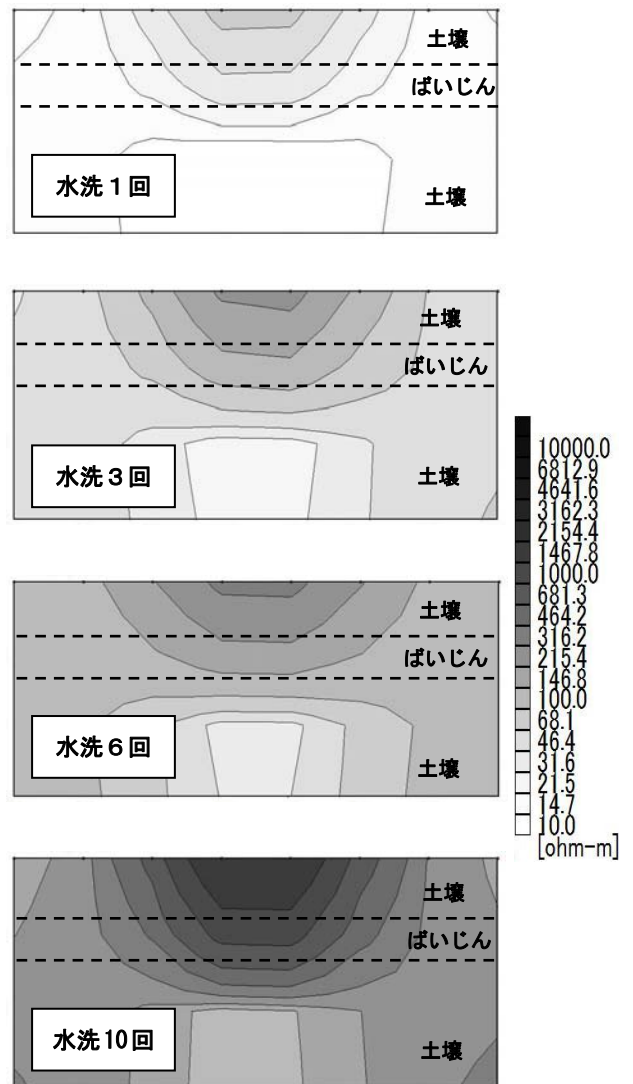 土壌
ばいじん
水洗1回
土壌
土壌
ばいじん
水洗3回
土壌
土壌
ばいじん
水洗6回
土壌
土壌
ばいじん
水洗10回
土壌
10000.0
6812.9
4641.6
3162.3
2154.4
1467.8
1000.0
681.3
464.2
316.2
215.4
146.8
100.0
68.1
46.4
31.6
21.5
14.7
10.0
[ohm-m]